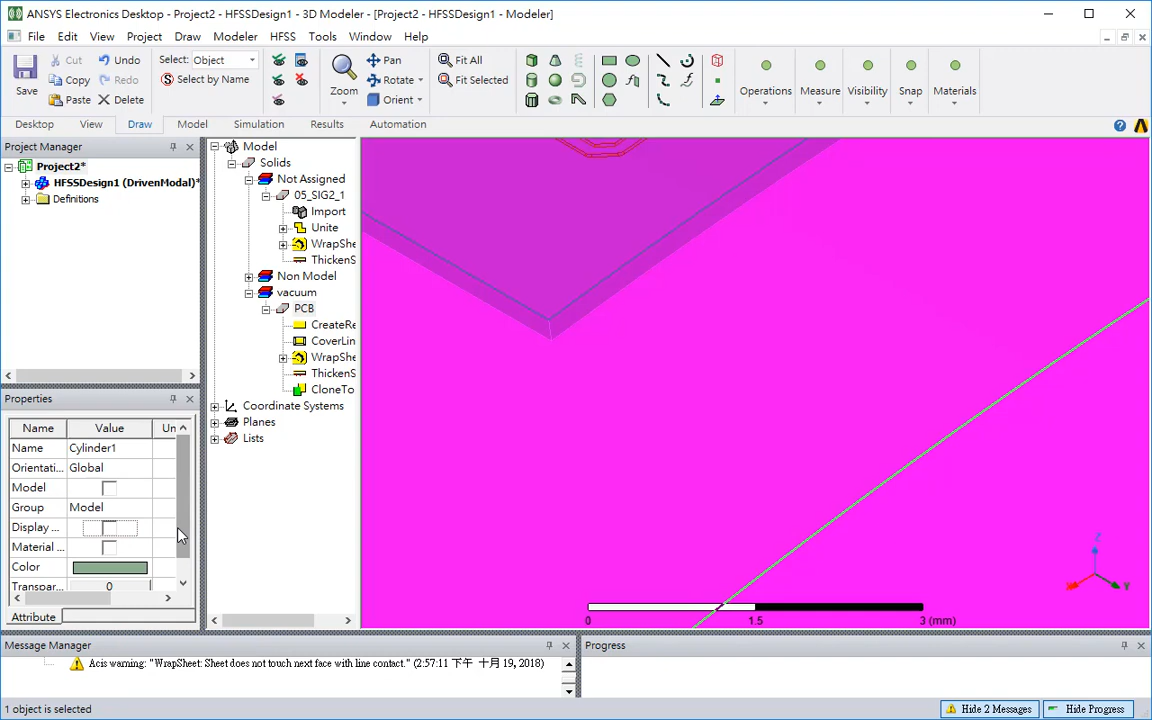 ANSYS Electronics Desktop - Project2 - HFSSDesign1 - 3D Modeler - [Project2 - HFSSDesign1 - Modeler]
File Edit View Project Draw Modeler HFSS Tools Window Help
Save
Cut
Copy
Paste
Undo
Redo
Delete
Select: Object
Select by Name
Zoom
Pan
Rotate
Orient
Fit All
Fit Selected
Operations
Measure
Visibility
Snap
Materials
Desktop View Draw Model Simulation Results Automation
Project Manager
Project2*
HFSSDesign1 (DrivenModal)*
Definitions
Model
Solids
Not Assigned
05_SIG2_1
Import
Unite
WrapShe
ThickenS
Non Model
vacuum
PCB
CreateRe
CoverLin
WrapShe
ThickenS
CloneTo
Coordinate Systems
Planes
Lists
Properties
Name Value Un
Name Cylinder1
Orientati... Global
Model
Group Model
Display ...
Material ...
Color
Transpar... 0
Attribute
Z
X
Y
0 1.5 3 (mm)
Message Manager
Acis warning: "WrapSheet: Sheet does not touch next face with line contact." (2:57:11 下午 十月 19, 2018)
Progress
1 object is selected
Hide 2 Messages
Hide Progress